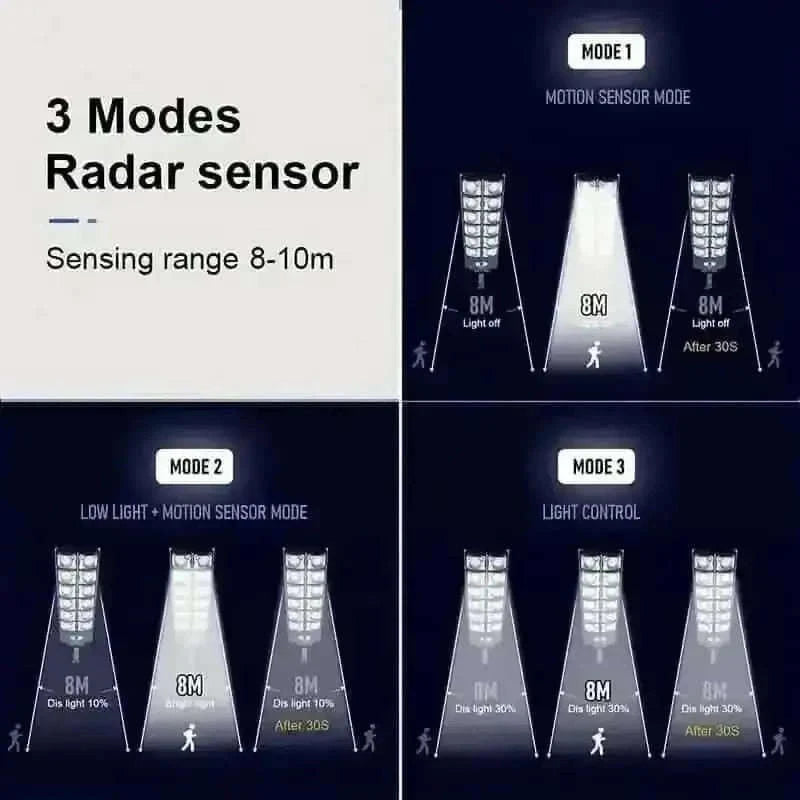 3 Modes
Radar sensor
Sensing range 8-10m
MODE 1
MOTION SENSOR MODE
8M
Light off
8M
8M
Light off
After 30S
MODE 2
LOW LIGHT + MOTION SENSOR MODE
8M
Dis light 10%
8M
Bright light
8M
Dis light 10%
After 30S
MODE 3
LIGHT CONTROL
8M
Dis light 30%
8M
Dis light 30%
8M
Dis light 30%
After 30S